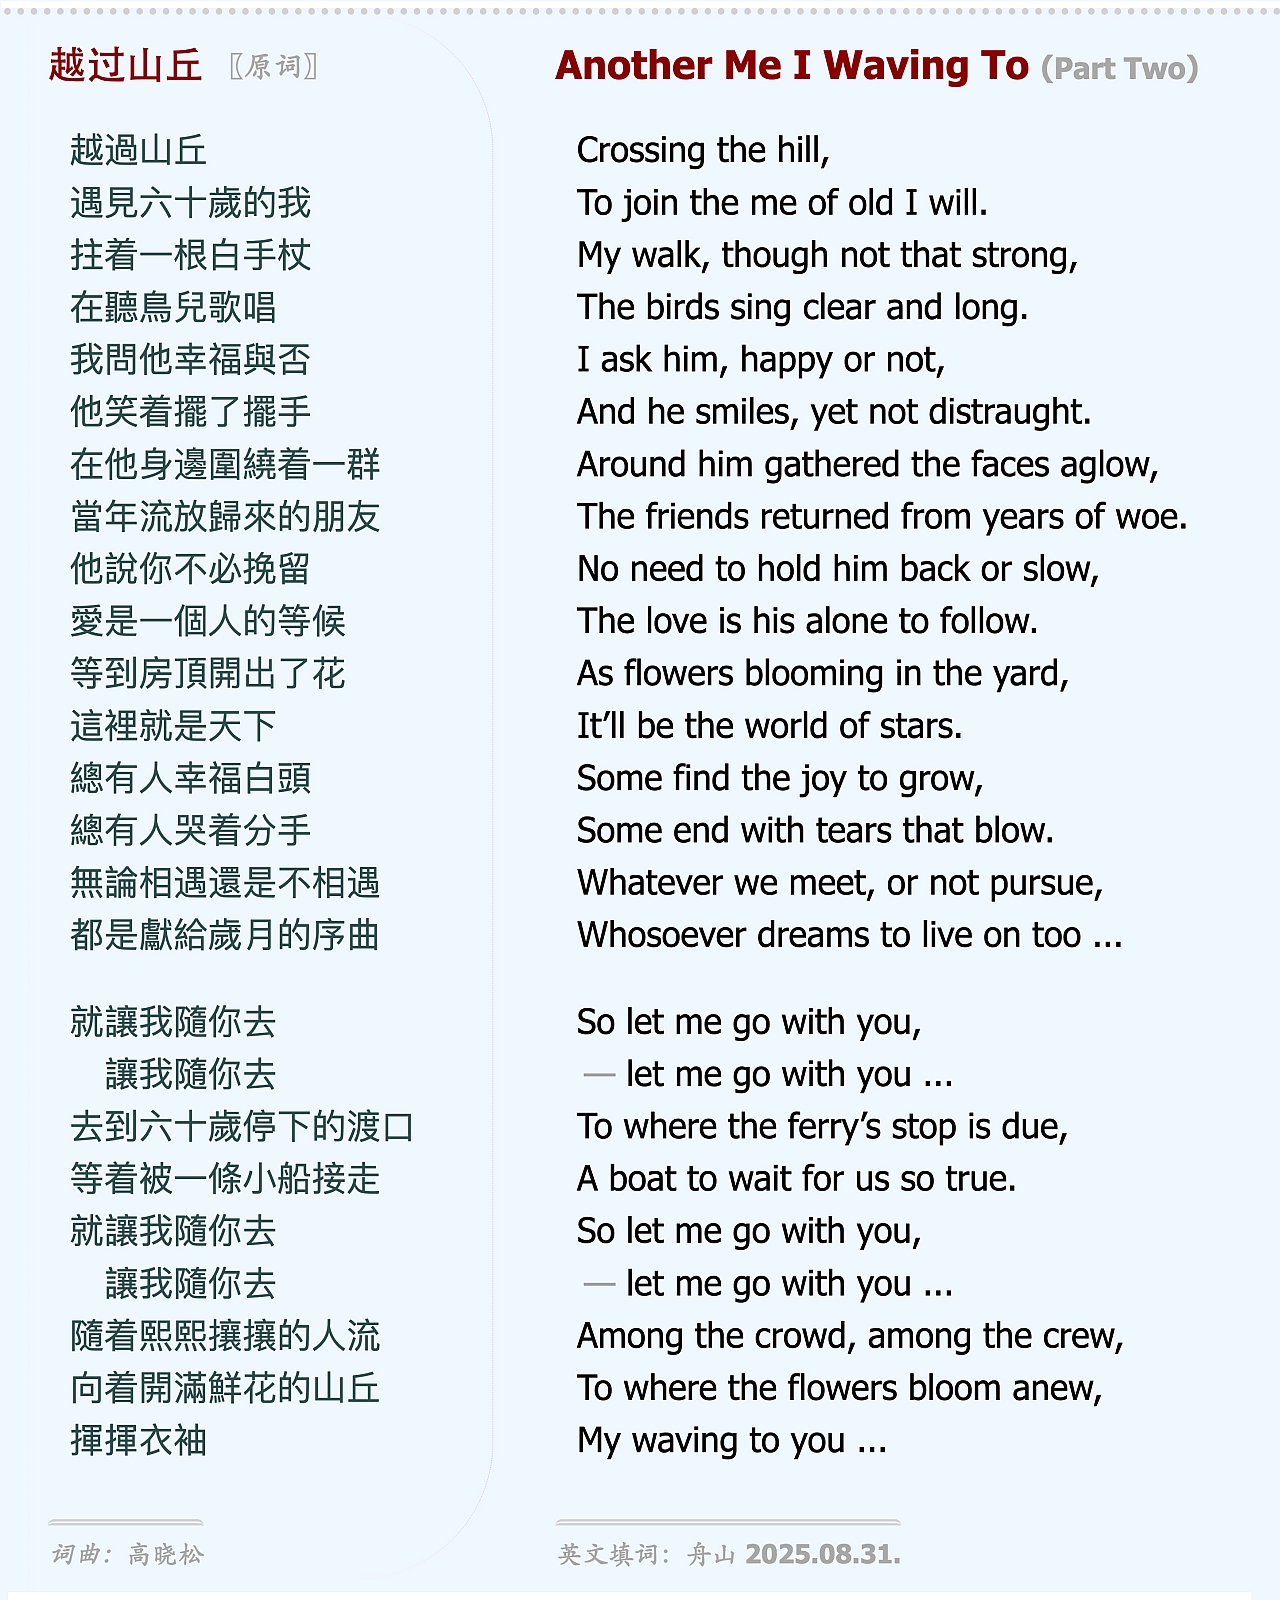 越过山丘 〖原词〗
越過山丘
遇見六十歲的我
拄着一根白手杖
在聽鳥兒歌唱
我問他幸福與否
他笑着擺了擺手
在他身邊圍繞着一群
當年流放歸來的朋友
他說你不必挽留
愛是一個人的等候
等到房頂開出了花
這裡就是天下
總有人幸福白頭
總有人哭着分手
無論相遇還是不相遇
都是獻給歲月的序曲
就讓我隨你去
讓我隨你去
去到六十歲停下的渡口
等着被一條小船接走
就讓我隨你去
讓我隨你去
隨着熙熙攘攘的人流
向着開滿鮮花的山丘
揮揮衣袖
词曲：高晓松
Another Me I Waving To (Part Two)
Crossing the hill,
To join the me of old I will.
My walk, though not that strong,
The birds sing clear and long.
I ask him, happy or not,
And he smiles, yet not distraught.
Around him gathered the faces aglow,
The friends returned from years of woe.
No need to hold him back or slow,
The love is his alone to follow.
As flowers blooming in the yard,
It’ll be the world of stars.
Some find the joy to grow,
Some end with tears that blow.
Whatever we meet, or not pursue,
Whosoever dreams to live on too ...
So let me go with you,
— let me go with you ...
To where the ferry’s stop is due,
A boat to wait for us so true.
So let me go with you,
— let me go with you ...
Among the crowd, among the crew,
To where the flowers bloom anew,
My waving to you ...
英文填词：舟山 2025.08.31.